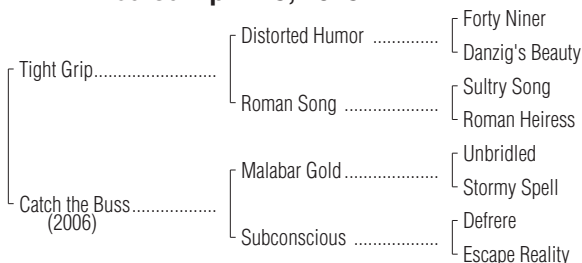 Forty Niner
Distorted Humor ..................
Danzig's Beauty
Tight Grip.................................
Sultry Song
Roman Song ..........................
Roman Heiress
Unbridled
Malabar Gold..........................
Stormy Spell
Catch the Buss.......................
(2006)
Defrere
Subconscious .......................
Escape Reality